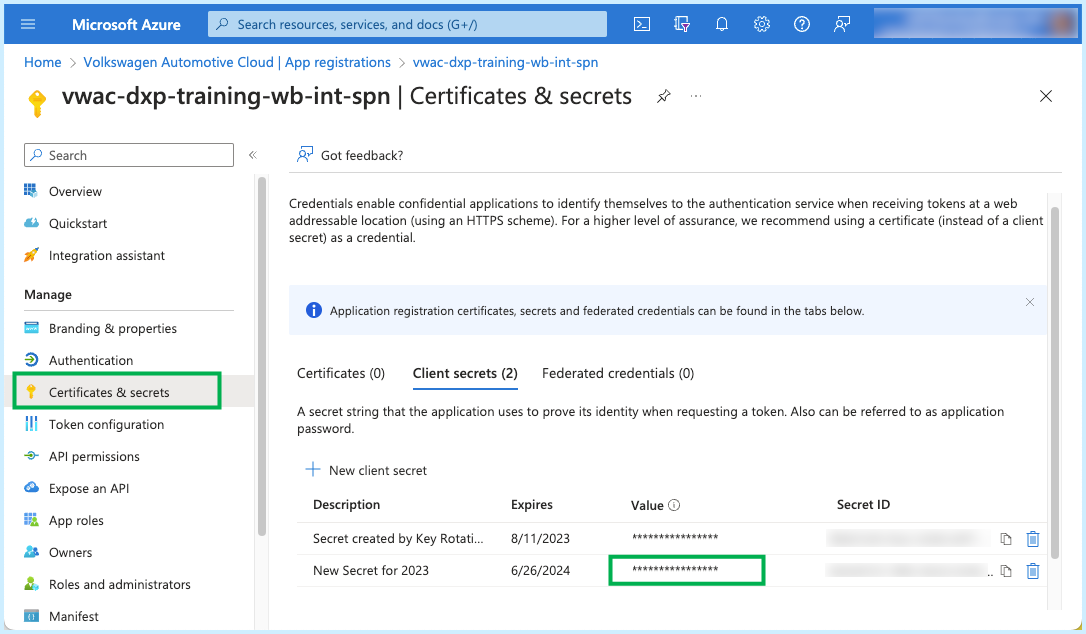 Microsoft Azure
Search resources, services, and docs (G+/)
Home > Volkswagen Automotive Cloud | App registrations > vwac-dxp-training-wb-int-spn
vwac-dxp-training-wb-int-spn | Certificates & secrets
Search
Got feedback?
Overview
Quickstart
Integration assistant
Manage
Branding & properties
Authentication
Certificates & secrets
Token configuration
API permissions
Expose an API
App roles
Owners
Roles and administrators
Manifest
Credentials enable confidential applications to identify themselves to the authentication service when receiving tokens at a web
addressable location (using an HTTPS scheme). For a higher level of assurance, we recommend using a certificate (instead of a client
secret) as a credential.
Application registration certificates, secrets and federated credentials can be found in the tabs below.
Certificates (0) Client secrets (2) Federated credentials (0)
A secret string that the application uses to prove its identity when requesting a token. Also can be referred to as application
password.
New client secret
Description Expires Value Secret ID
Secret created by Key Rotati... 8/11/2023 ****************
New Secret for 2023 6/26/2024 **************** ..